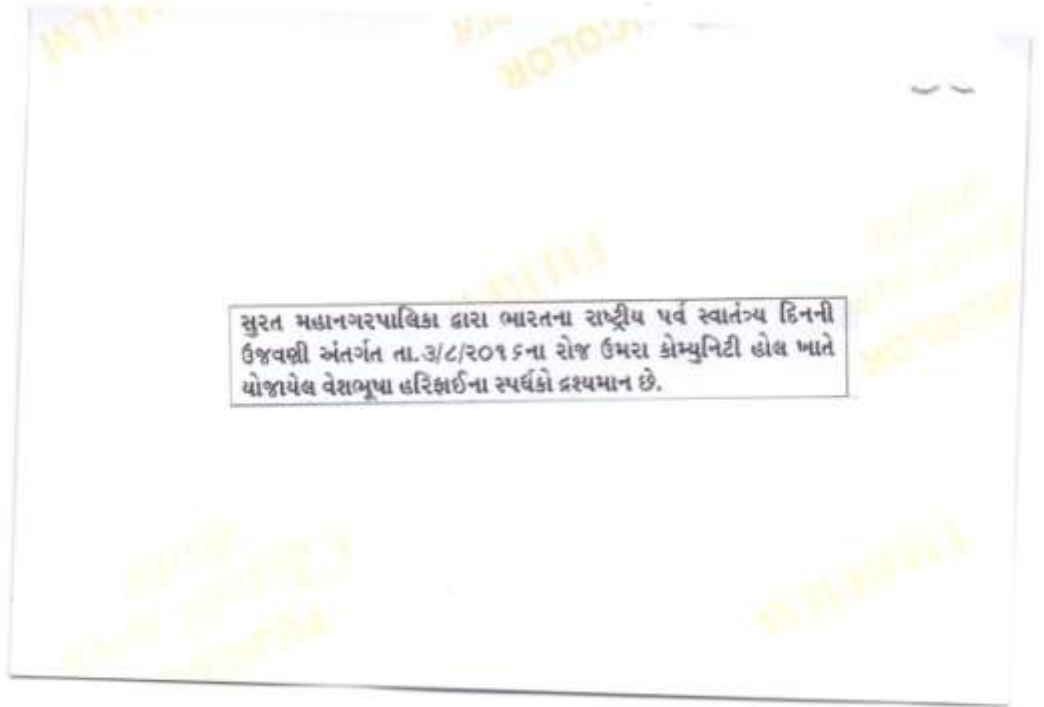 સુરત મહાનગરપાલિકા દ્વારા ભારતના રાષ્ટ્રીય પર્વ સ્વાતંત્ર્ય દિનની
ઉજવણી અંતર્ગત તા.૩/૮/૨૦૧૬ના રોજ ઉમરા કોમ્યુનિટી હોલ ખાતે
યોજાયેલ વેશભૂષા હરિફાઈના સ્પર્ધકો દ્રશ્યમાન છે.